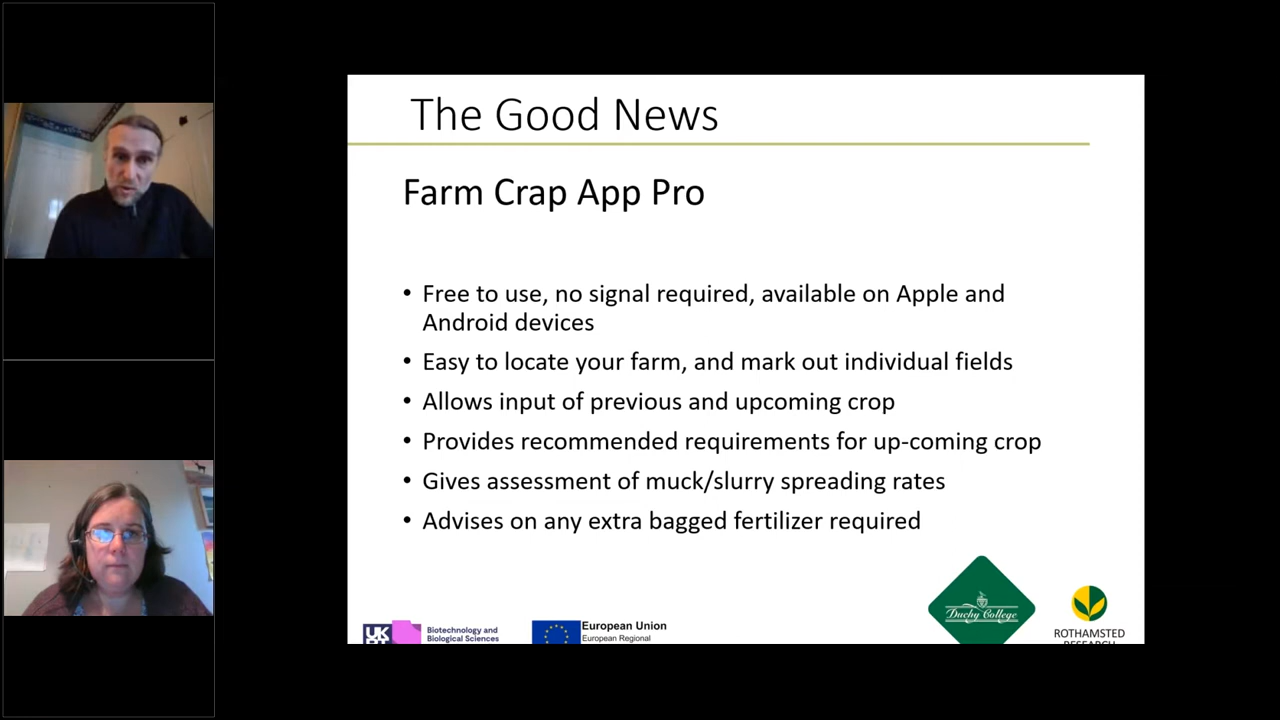 The Good News
Farm Crap App Pro
• Free to use, no signal required, available on Apple and
Android devices
• Easy to locate your farm, and mark out individual fields
• Allows input of previous and upcoming crop
• Provides recommended requirements for up-coming crop
• Gives assessment of muck/slurry spreading rates
• Advises on any extra bagged fertilizer required
UK
Biotechnology and
Biological Sciences
European Union
European Regional
Duchy College
ROTHAMSTED
RESEARCH